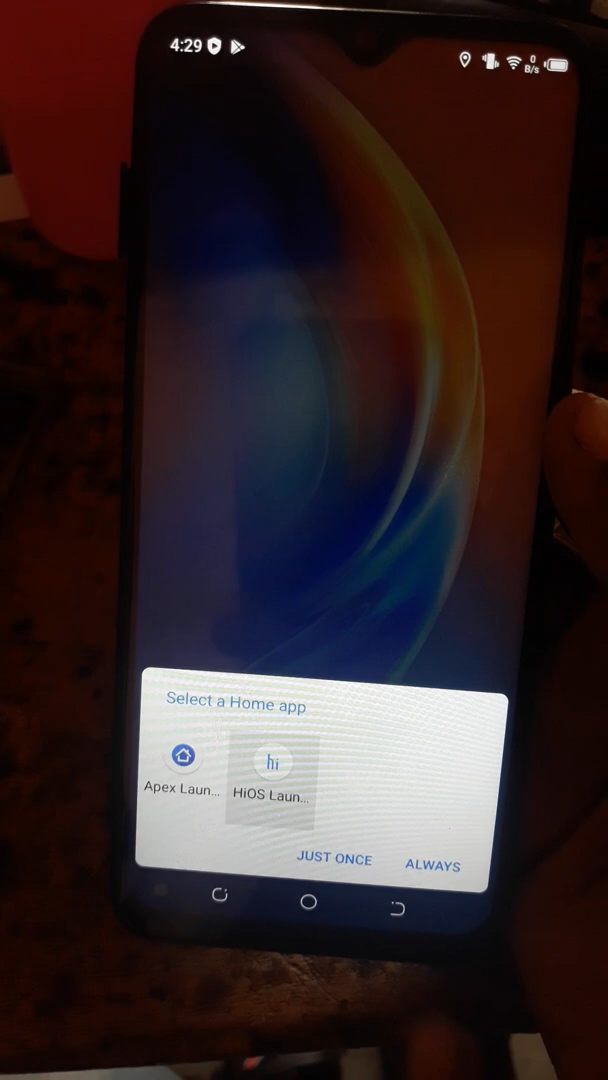 4:29
0
B/s
Select a Home app
hi
Apex Laun...
HiOS Laun...
JUST ONCE
ALWAYS